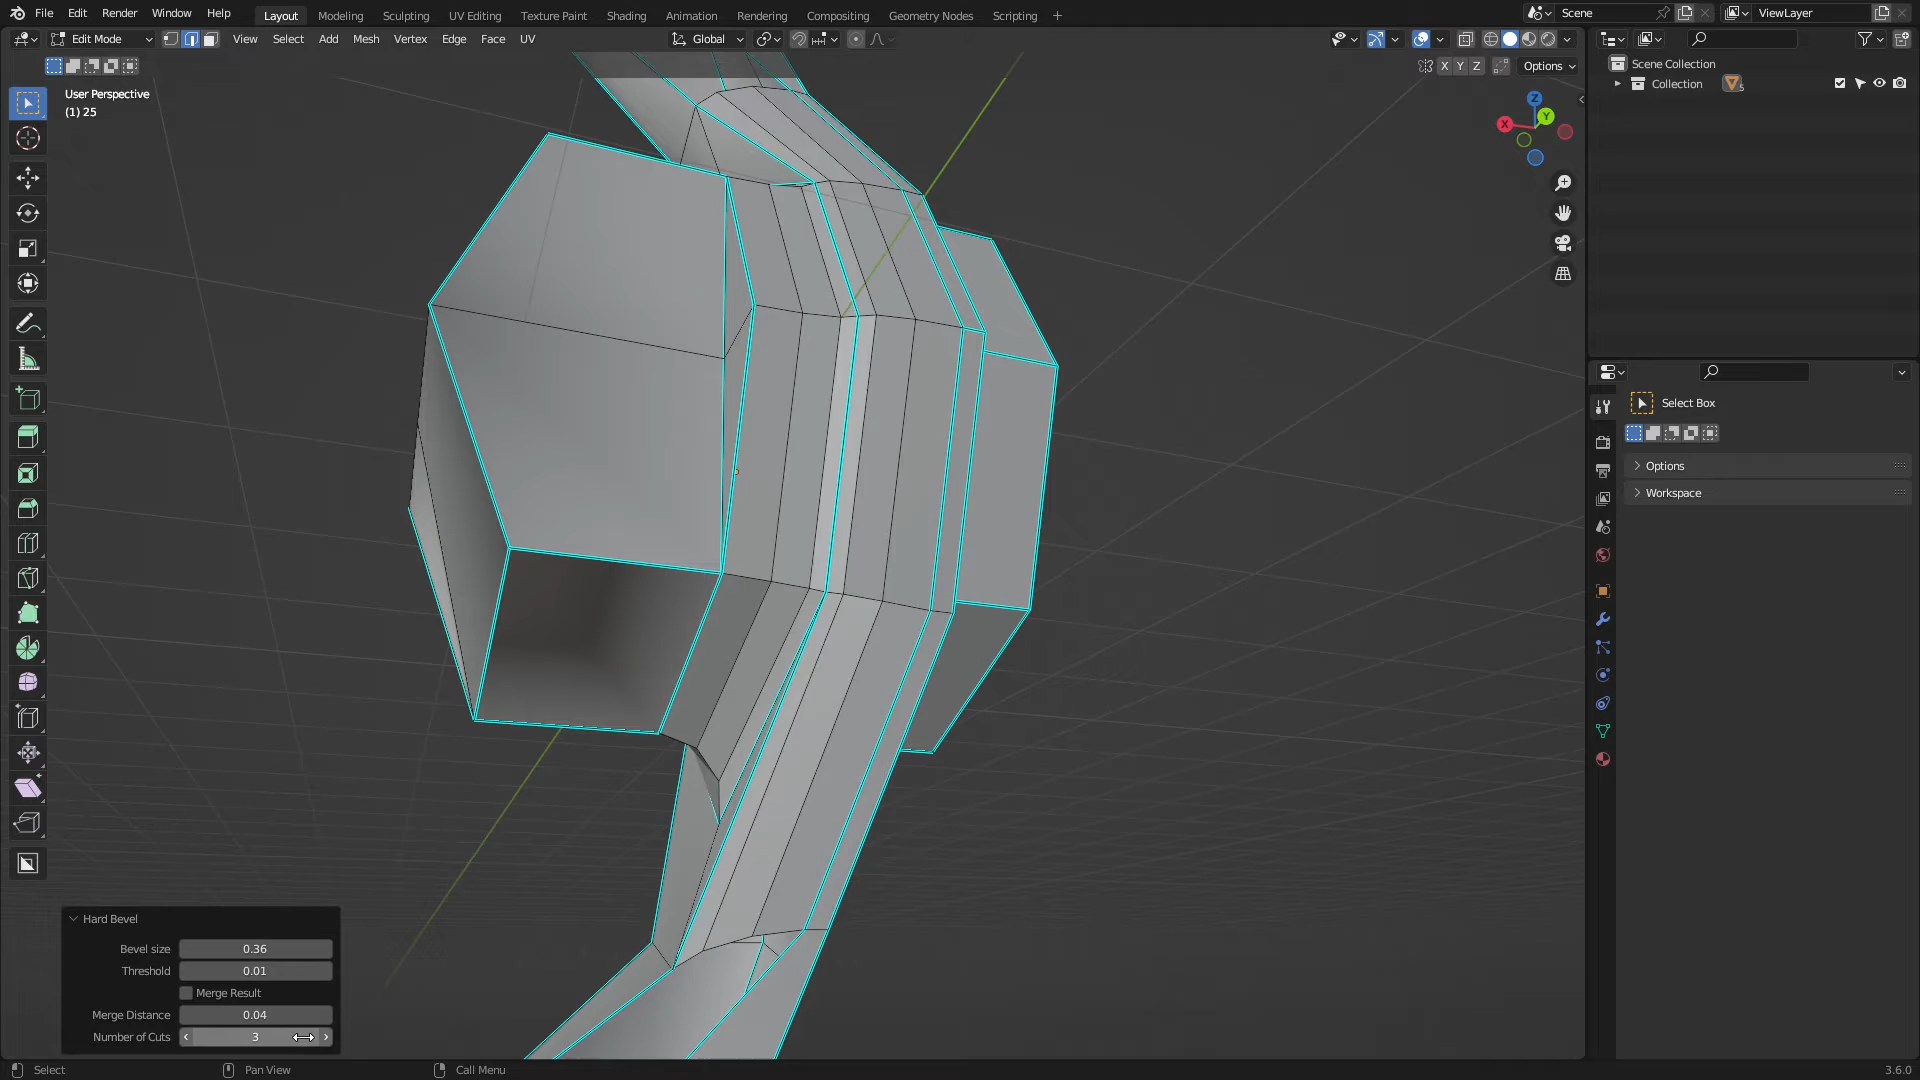 File Edit Render Window Help
Layout Modeling Sculpting UV Editing Texture Paint Shading Animation Rendering Compositing Geometry Nodes Scripting
Scene
ViewLayer
Edit Mode View Select Add Mesh Vertex Edge Face UV
Global
X Y Z
Options
User Perspective
(1) 25
Z
Y
X
Scene Collection
Collection
5
Select Box
Options
Workspace
Hard Bevel
Bevel size 0.36
Threshold 0.01
Merge Result
Merge Distance 0.04
Number of Cuts 3
Select
Pan View
Call Menu
3.6.0